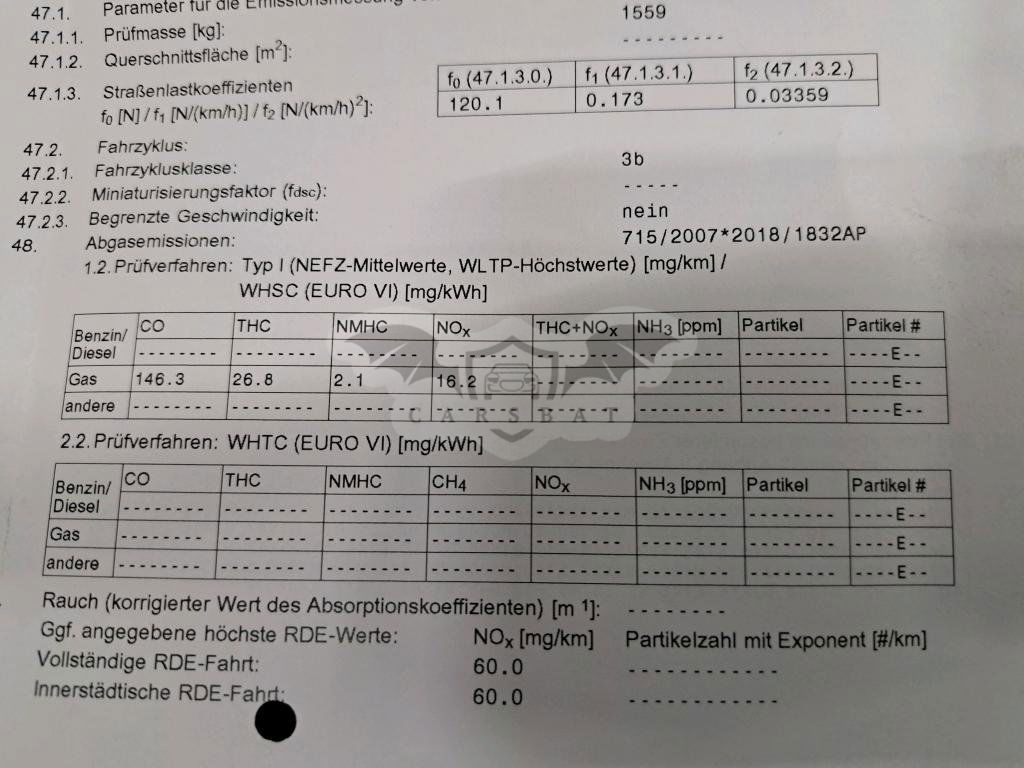 47.1. Parameter für die Emissionsmessung
47.1.1. Prüfmasse [kg]: 1559
47.1.2. Querschnittsfläche [m²]: ---------
47.1.3. Straßenlastkoeffizienten
f₀ [N] / f₁ [N/(km/h)] / f₂ [N/(km/h)²]:
f₀ (47.1.3.0.) f₁ (47.1.3.1.) f₂ (47.1.3.2.)
120.1 0.173 0.03359
47.2. Fahrzyklus:
47.2.1. Fahrzyklusklasse: 3b
47.2.2. Miniaturisierungsfaktor (fdsc): -----
47.2.3. Begrenzte Geschwindigkeit: nein
48. Abgasemissionen: 715/2007*2018/1832AP
1.2. Prüfverfahren: Typ I (NEFZ-Mittelwerte, WLTP-Höchstwerte) [mg/km] /
WHSC (EURO VI) [mg/kWh]
Benzin/Diesel CO THC NMHC NOx THC+NOx NH₃ [ppm] Partikel Partikel #
-------- -------- -------- -------- -------- -------- -------- ----E--
Gas 146.3 26.8 2.1 16.2 -------- -------- -------- ----E--
andere -------- -------- -------- -------- -------- -------- -------- ----E--
CARSBAT
2.2. Prüfverfahren: WHTC (EURO VI) [mg/kWh]
Benzin/Diesel CO THC NMHC CH₄ NOx NH₃ [ppm] Partikel Partikel #
-------- -------- -------- -------- -------- -------- -------- ----E--
Gas -------- -------- -------- -------- -------- -------- -------- ----E--
andere -------- -------- -------- -------- -------- -------- -------- ----E--
Rauch (korrigierter Wert des Absorptionskoeffizienten) [m ¹]: --------
Ggf. angegebene höchste RDE-Werte: NOx [mg/km] Partikelzahl mit Exponent [#/km]
Vollständige RDE-Fahrt: 60.0 ------------
Innerstädtische RDE-Fahrt: 60.0 ------------